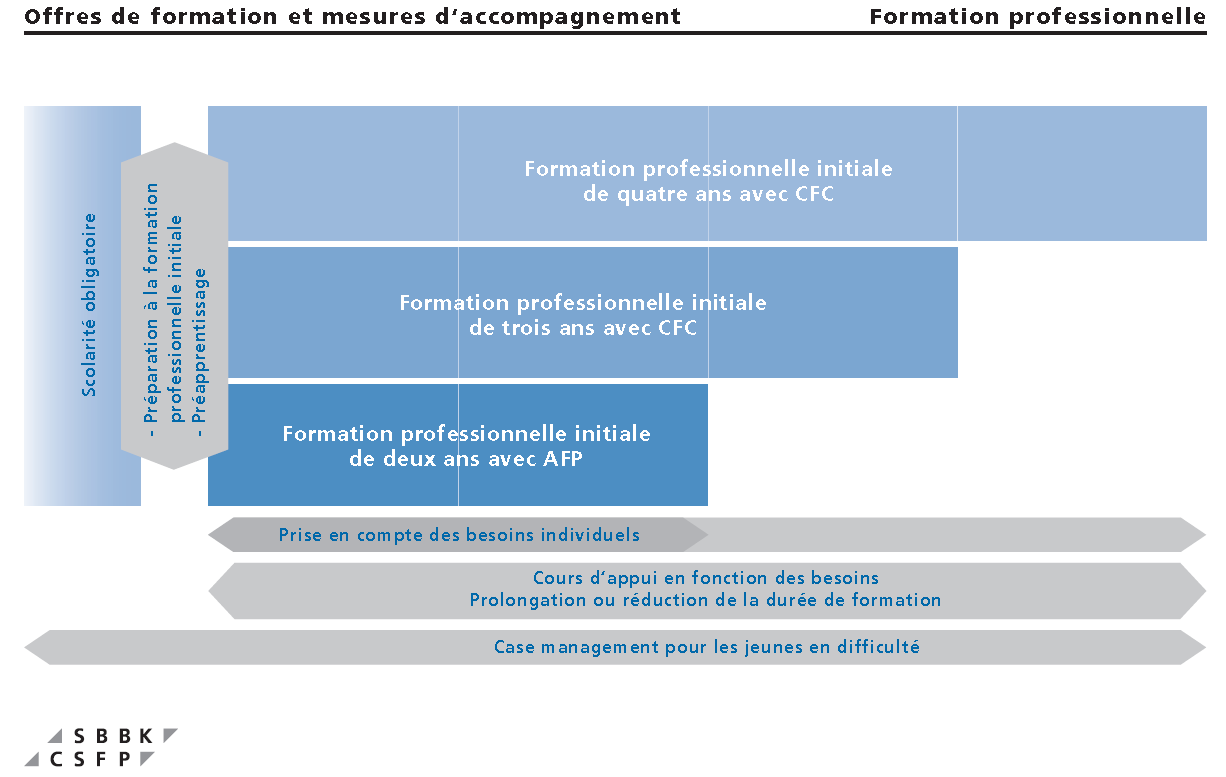 Offres de formation et mesures d‘accompagnement
Formation professionnelle
Scolarité obligatoire
- Préparation à la formation
professionnelle initiale
- Préapprentissage
Formation professionnelle initiale
de quatre ans avec CFC
Formation professionnelle initiale
de trois ans avec CFC
Formation professionnelle initiale
de deux ans avec AFP
Prise en compte des besoins individuels
Cours d‘appui en fonction des besoins
Prolongation ou réduction de la durée de formation
Case management pour les jeunes en difficulté
SBBK
CSFP